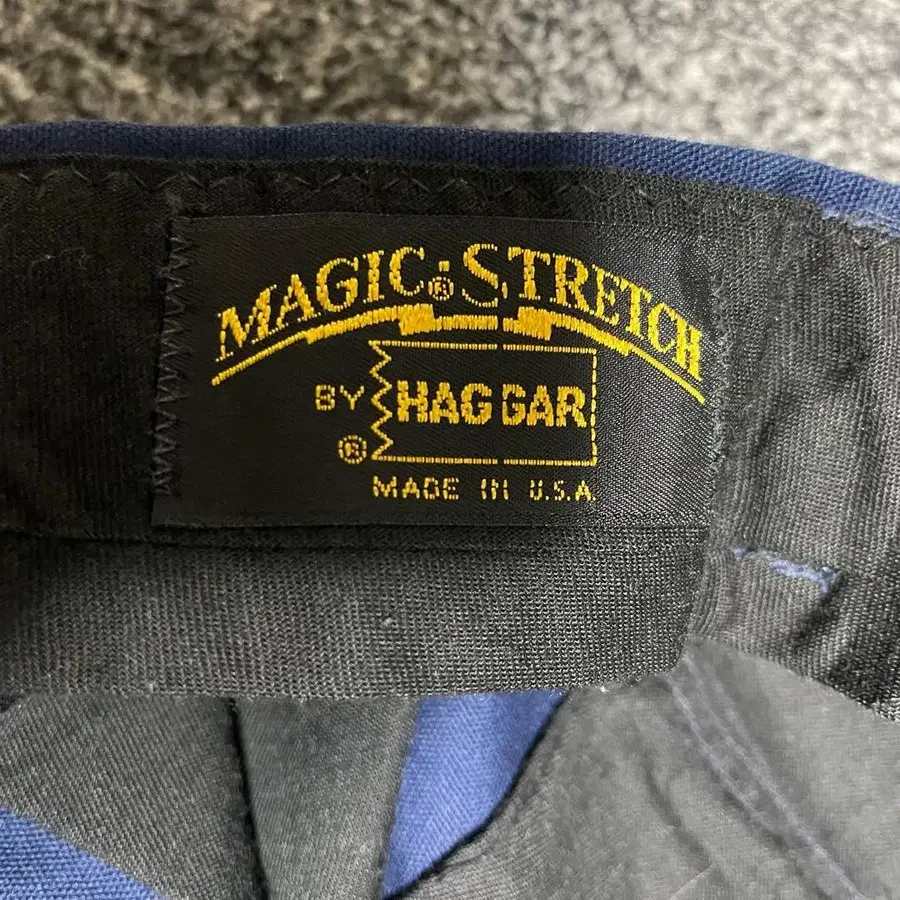 MAGIC® STRETCH
BY HAGGAR
®
MADE IN U.S.A.